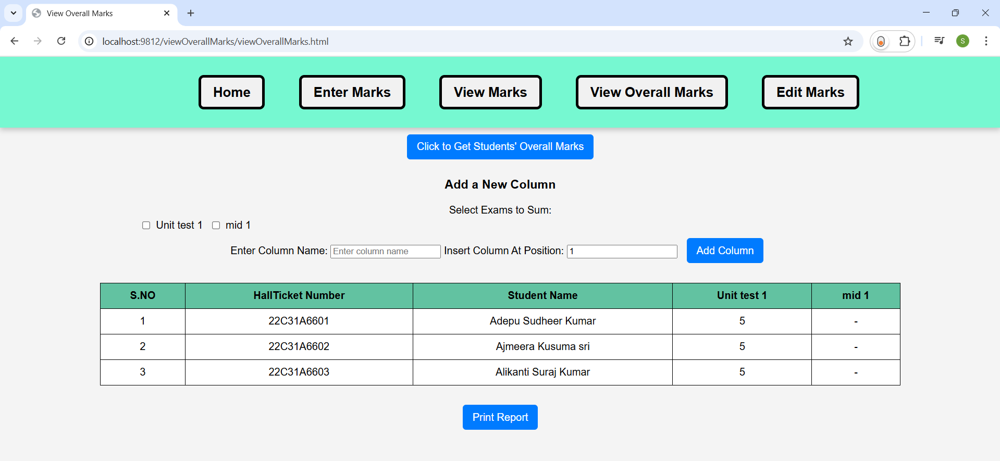 View Overall Marks
localhost:9812/viewOverallMarks/viewOverallMarks.html
S
Home Enter Marks View Marks View Overall Marks Edit Marks
Click to Get Students' Overall Marks
Add a New Column
Select Exams to Sum:
Unit test 1 mid 1
Enter Column Name: Enter column name Insert Column At Position: 1 Add Column
S.NO HallTicket Number Student Name Unit test 1 mid 1
1 22C31A6601 Adepu Sudheer Kumar 5 -
2 22C31A6602 Ajmeera Kusuma sri 5 -
3 22C31A6603 Alikanti Suraj Kumar 5 -
Print Report